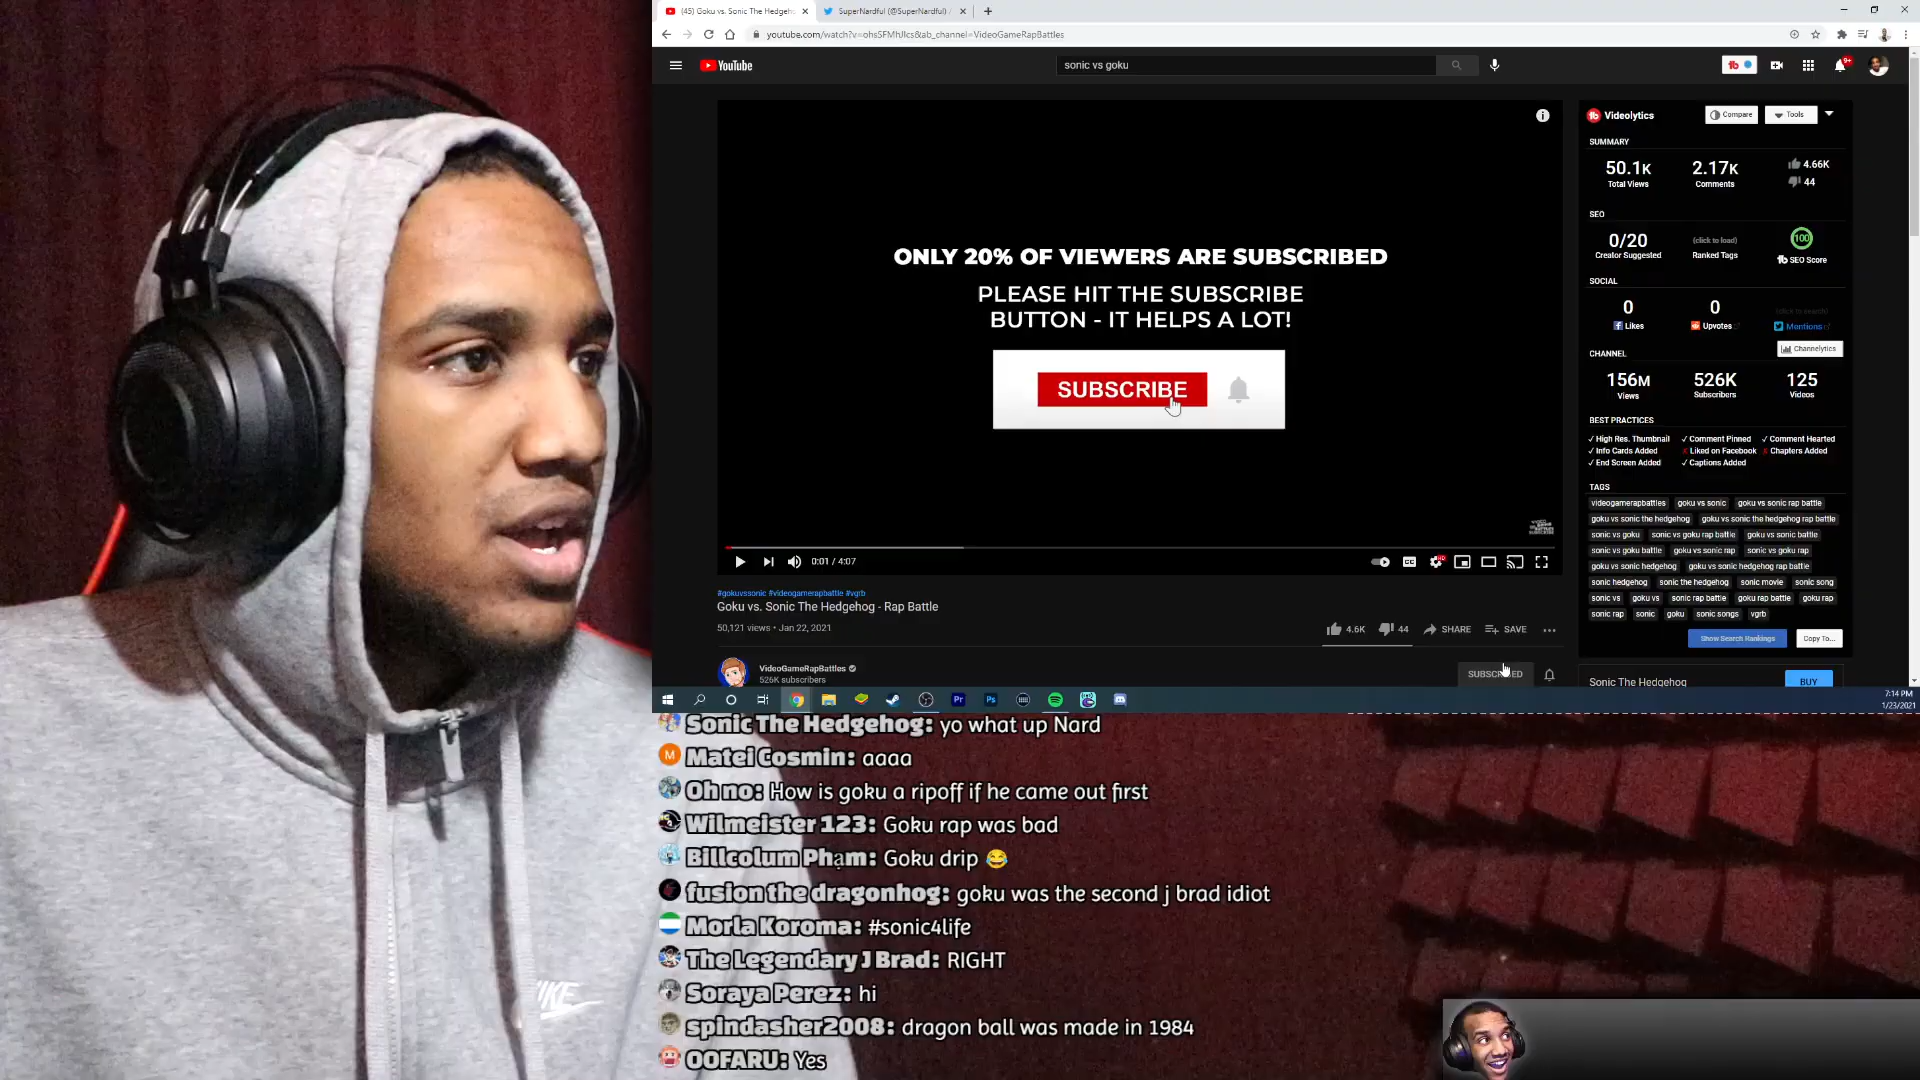 (45) Goku vs. Sonic The Hedgeh
SuperNardful (@SuperNardful) /
youtube.com/watch?v=ohsSFMhJIcs&ab_channel=VideoGameRapBattles
YouTube
sonic vs goku
9+
ONLY 20% OF VIEWERS ARE SUBSCRIBED
PLEASE HIT THE SUBSCRIBE
BUTTON - IT HELPS A LOT!
SUBSCRIBE
0:01 / 4:07
#gokuvssonic #videogamerapbattle #vgrb
Goku vs. Sonic The Hedgehog - Rap Battle
50,121 views • Jan 22, 2021
4.6K
44
SHARE
SAVE
VideoGameRapBattles
526K subscribers
Videolytics
Compare
Tools
SUMMARY
50.1K
Total Views
2.17K
Comments
4.66K
44
SEO
0/20
Creator Suggested
(click to load)
Ranked Tags
100
SEO Score
SOCIAL
0
Likes
0
Upvotes
(click to search)
Mentions
CHANNEL
Channelytics
156M
Views
526K
Subscribers
125
Videos
BEST PRACTICES
✓ High Res. Thumbnail ✓ Comment Pinned ✓ Comment Hearted
✓ Info Cards Added X Liked on Facebook X Chapters Added
✓ End Screen Added ✓ Captions Added
TAGS
videogamerapbattles goku vs sonic goku vs sonic rap battle
goku vs sonic the hedgehog goku vs sonic the hedgehog rap battle
sonic vs goku sonic vs goku rap battle goku vs sonic battle
sonic vs goku battle goku vs sonic rap sonic vs goku rap
goku vs sonic hedgehog goku vs sonic hedgehog rap battle
sonic hedgehog sonic the hedgehog sonic movie sonic song
sonic vs goku vs sonic rap battle goku rap battle goku rap
sonic rap sonic goku sonic songs vgrb
Show Search Rankings
Copy To...
Sonic The Hedgehog
BUY
7:14 PM
1/23/2021
Sonic The Hedgehog: yo what up Nard
Matei Cosmin: aaaa
Oh no: How is goku a ripoff if he came out first
Wilmeister 123: Goku rap was bad
Billcolum Phạm: Goku drip 😂
fusion the dragonhog: goku was the second j brad idiot
Morla Koroma: #sonic4life
The Legendary J Brad: RIGHT
Soraya Perez: hi
spindasher2008: dragon ball was made in 1984
OOFARU: Yes